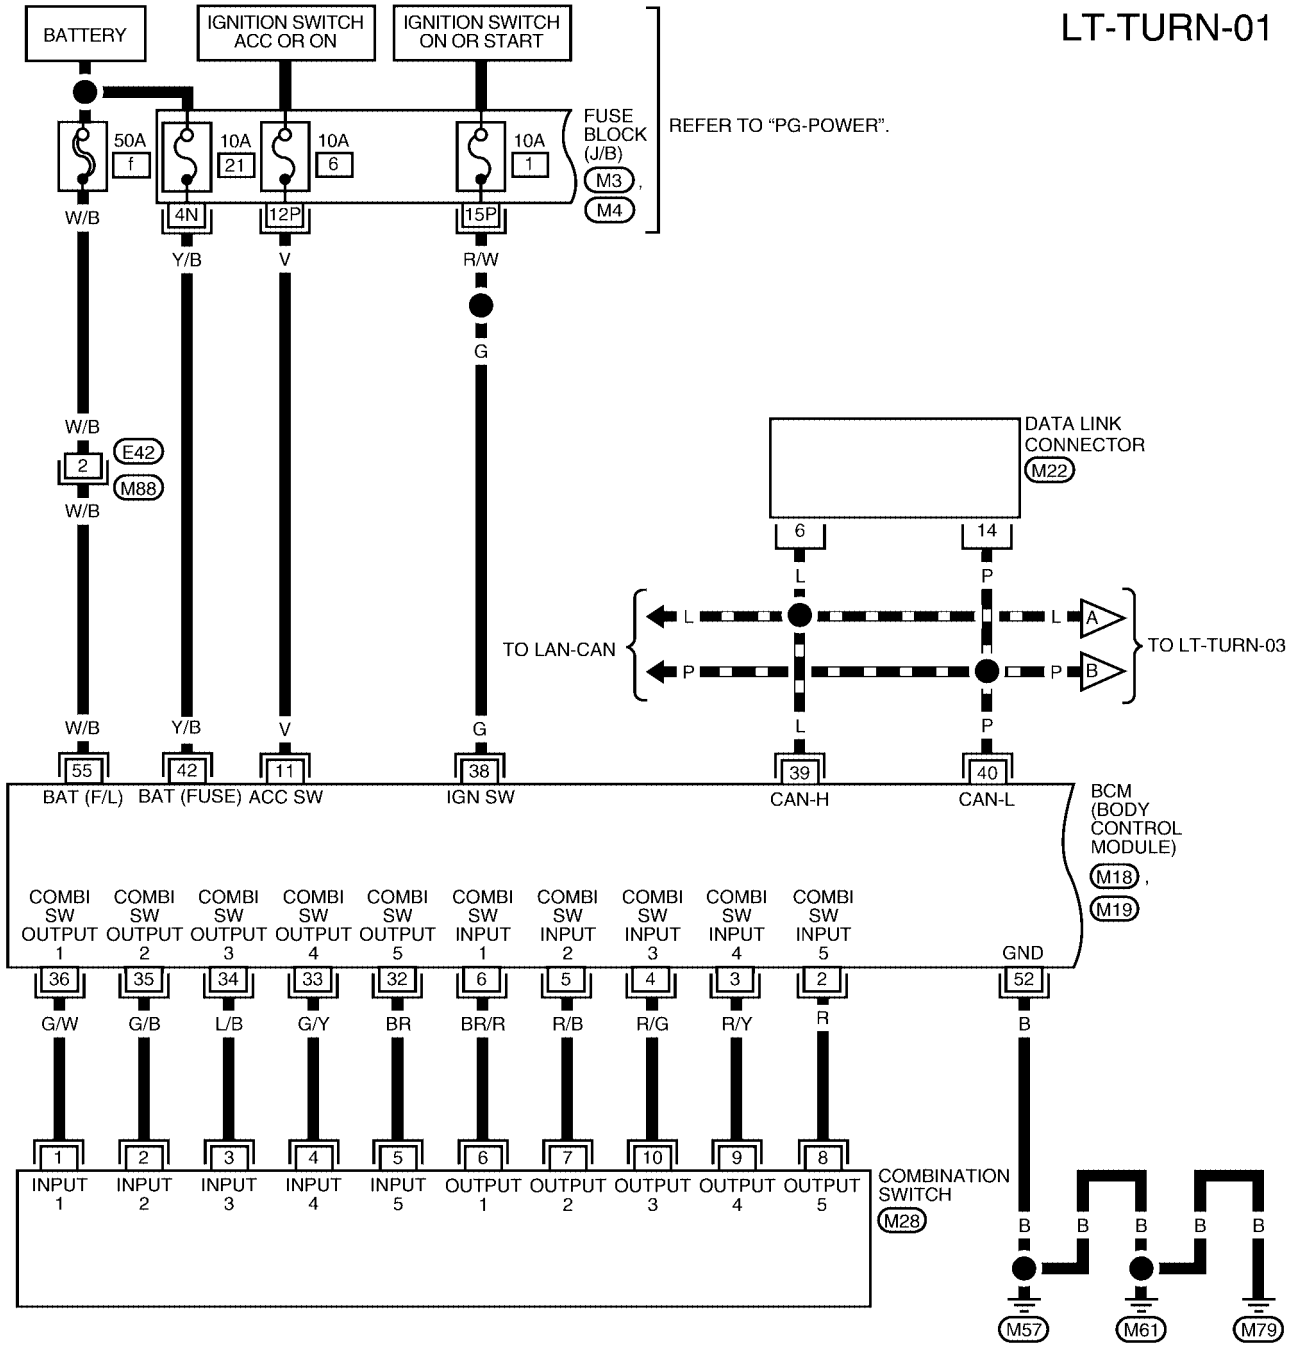 LT-TURN-01
BATTERY
IGNITION SWITCH
ACC OR ON
IGNITION SWITCH
ON OR START
50A
f
10A
21
10A
6
10A
1
FUSE
BLOCK
(J/B)
M3 ,
M4
REFER TO “PG-POWER”.
4N
12P
15P
W/B
Y/B
V
R/W
G
W/B
2
E42
M88
W/B
DATA LINK
CONNECTOR
M22
6
14
L
P
L
L
A
TO LAN-CAN
TO LT-TURN-03
P
P
B
W/B
Y/B
V
G
L
P
55
42
11
38
39
40
BAT (F/L)
BAT (FUSE)
ACC SW
IGN SW
CAN-H
CAN-L
BCM
(BODY
CONTROL
MODULE)
M18 ,
M19
COMBI
SW
OUTPUT
1
COMBI
SW
OUTPUT
2
COMBI
SW
OUTPUT
3
COMBI
SW
OUTPUT
4
COMBI
SW
OUTPUT
5
COMBI
SW
INPUT
1
COMBI
SW
INPUT
2
COMBI
SW
INPUT
3
COMBI
SW
INPUT
4
COMBI
SW
INPUT
5
GND
36
35
34
33
32
6
5
4
3
2
52
G/W
G/B
L/B
G/Y
BR
BR/R
R/B
R/G
R/Y
R
B
1
2
3
4
5
6
7
10
9
8
INPUT
1
INPUT
2
INPUT
3
INPUT
4
INPUT
5
OUTPUT
1
OUTPUT
2
OUTPUT
3
OUTPUT
4
OUTPUT
5
COMBINATION
SWITCH
M28
B
B
B
B
B
M57
M61
M79